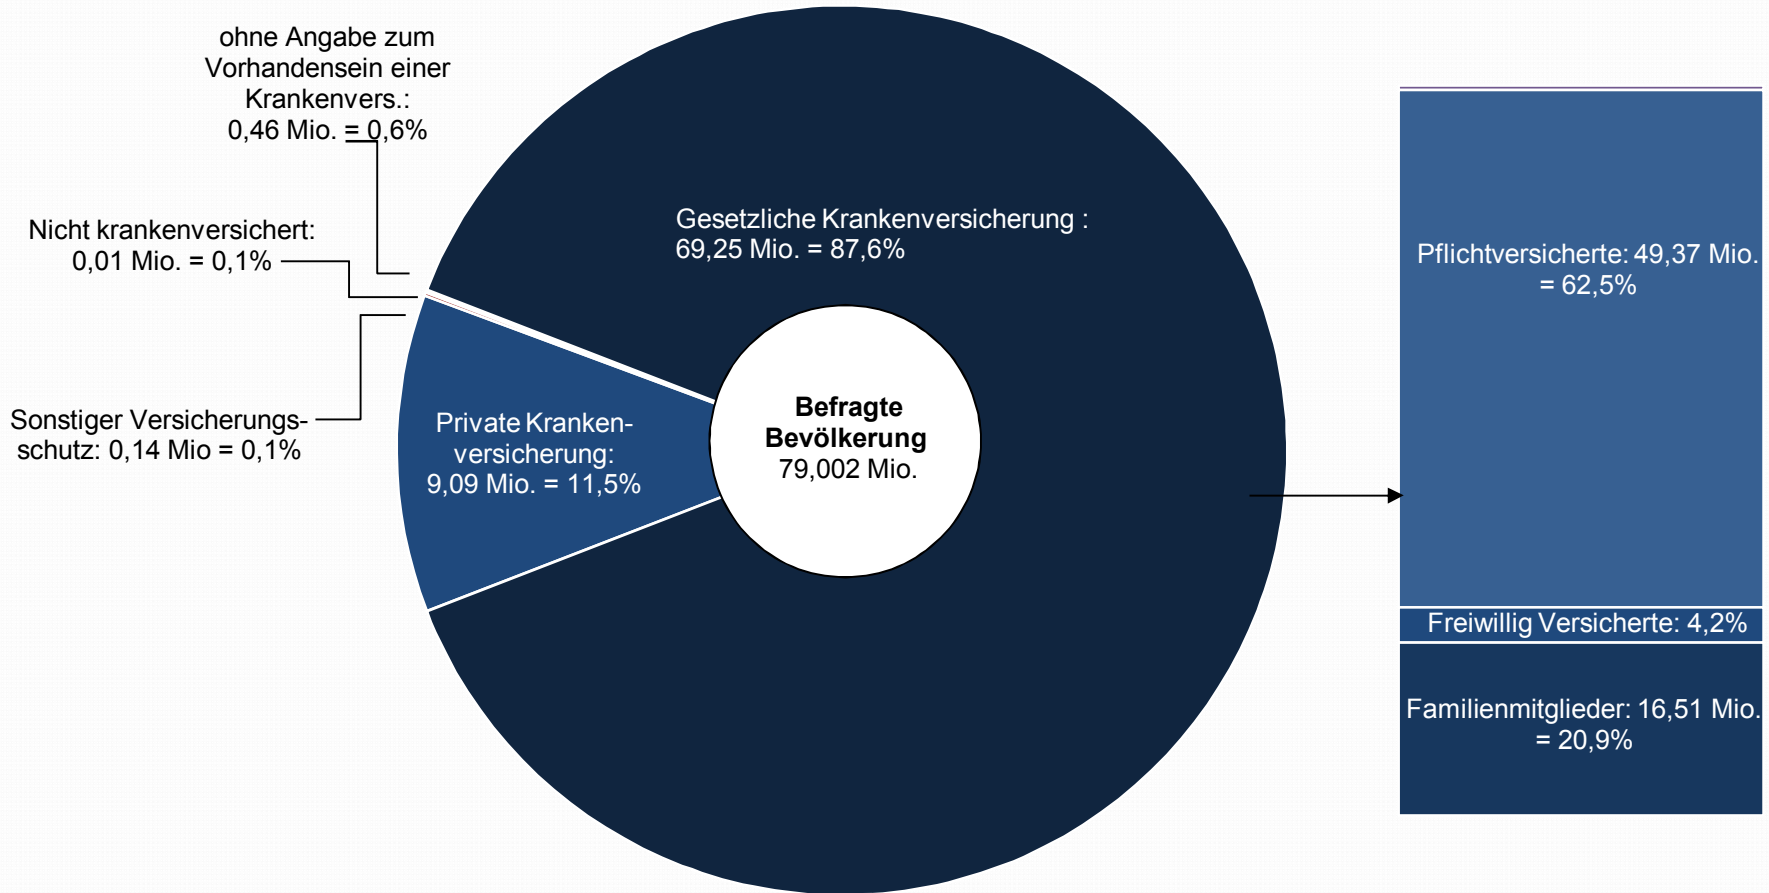 ohne Angabe zum
Vorhandensein einer
Krankenvers.:
0,46 Mio. = 0,6%
Nicht krankenversichert:
0,01 Mio. = 0,1%
Sonstiger Versicherungs-
schutz: 0,14 Mio = 0,1%
Private Kranken-
versicherung:
9,09 Mio. = 11,5%
Gesetzliche Krankenversicherung :
69,25 Mio. = 87,6%
Befragte
Bevölkerung
79,002 Mio.
Pflichtversicherte: 49,37 Mio.
= 62,5%
Freiwillig Versicherte: 4,2%
Familienmitglieder: 16,51 Mio.
= 20,9%